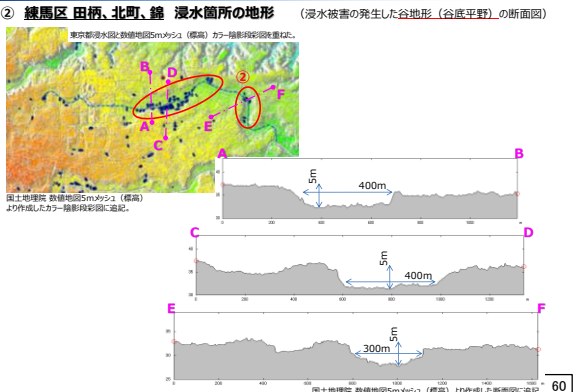 ② 練馬区 田柄、北町、錦 浸水箇所の地形 (浸水被害の発生した谷地形(谷底平野)の断面図)
東京都浸水図と数値地図5mメッシュ(標高)カラー陰影段彩図を重ねた。
B D ② F
A E
C
国土地理院 数値地図5mメッシュ(標高)
より作成したカラー陰影段彩図に追記。
A B
5m 400m
C D
5m 400m
E F
5m 300m
国土地理院 数値地図5mメッシュ(標高)より作成した断面図に追記
60